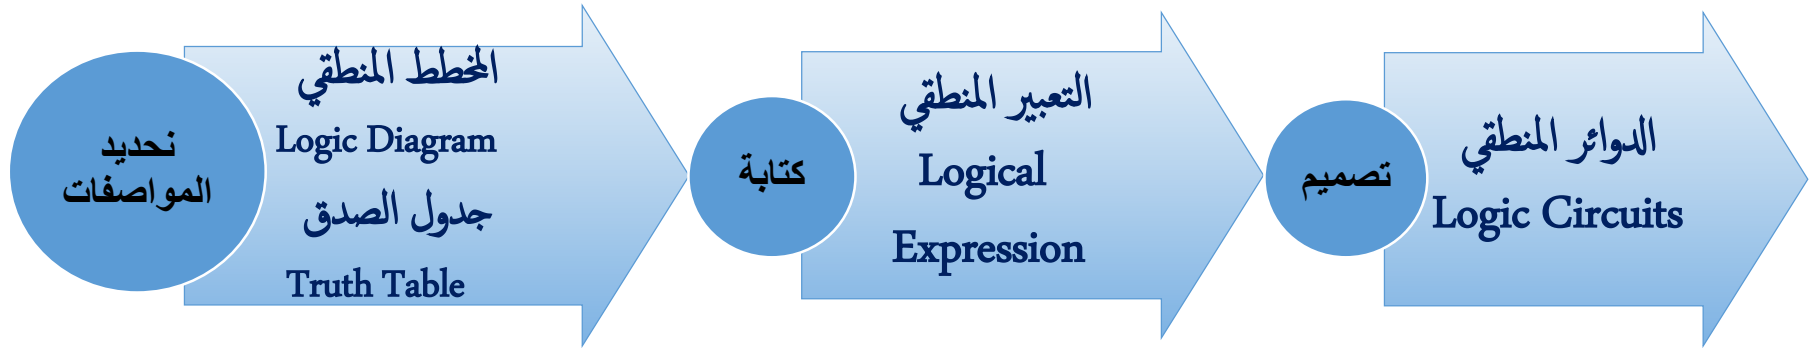 نحديد
المواصفات
المخطط المنطقي
Logic Diagram
جدول الصدق
Truth Table
كتابة
التعبير المنطقي
Logical
Expression
تصميم
الدوائر المنطقي
Logic Circuits